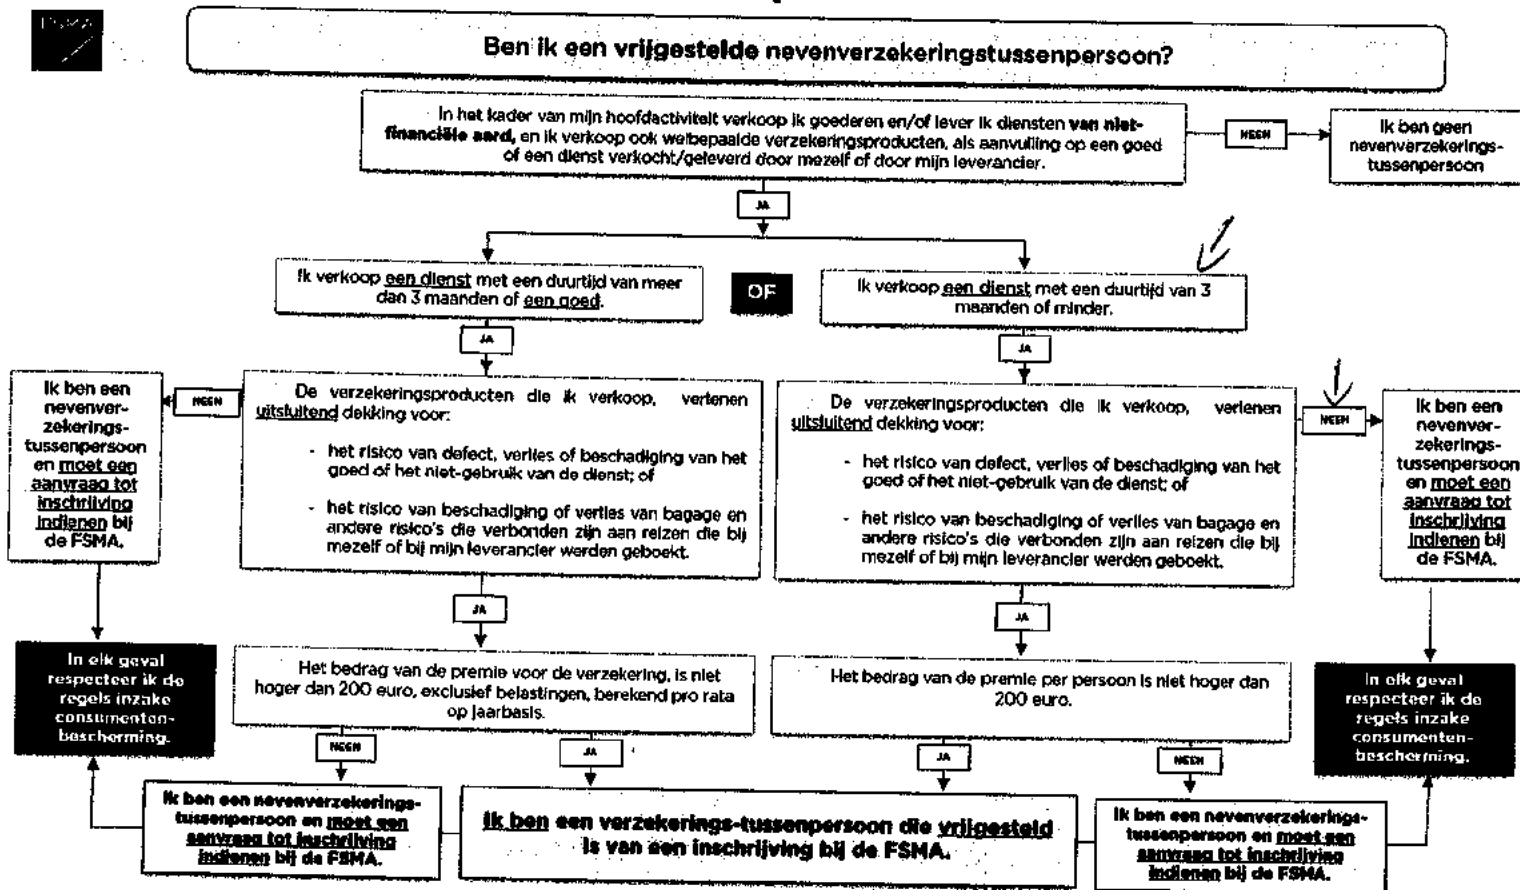 FSMA
Ben ik een vrijgestelde nevenverzekeringstussenpersoon?
In het kader van mijn hoofdactiviteit verkoop ik goederen en/of lever ik diensten van niet-
financiële aard, en ik verkoop ook welbepaalde verzekeringsproducten, als aanvulling op een goed
of een dienst verkocht/geleverd door mezelf of door mijn leverancier.
NEEN
Ik ben geen
nevenverzekerings-
tussenpersoon
JA
Ik verkoop een dienst met een duurtijd van meer
dan 3 maanden of een goed.
OF
Ik verkoop een dienst met een duurtijd van 3
maanden of minder.
JA
JA
Ik ben een
nevenver-
zekerings-
tussenpersoon
en moet een
aanvraag tot
inschrijving
indienen bij
de FSMA.
NEEN
De verzekeringsproducten die ik verkoop, verlenen
uitsluitend dekking voor:
- het risico van defect, verlies of beschadiging van het
goed of het niet-gebruik van de dienst; of
- het risico van beschadiging of verlies van bagage en
andere risico's die verbonden zijn aan reizen die bij
mezelf of bij mijn leverancier werden geboekt.
De verzekeringsproducten die ik verkoop, verlenen
uitsluitend dekking voor:
- het risico van defect, verlies of beschadiging van het
goed of het niet-gebruik van de dienst; of
- het risico van beschadiging of verlies van bagage en
andere risico's die verbonden zijn aan reizen die bij
mezelf of bij mijn leverancier werden geboekt.
NEEN
Ik ben een
nevenver-
zekerings-
tussenpersoon
en moet een
aanvraag tot
inschrijving
indienen bij
de FSMA.
JA
JA
In elk geval
respecteer ik de
regels inzake
consumenten-
bescherming.
Het bedrag van de premie voor de verzekering, is niet
hoger dan 200 euro, exclusief belastingen, berekend pro rata
op jaarbasis.
Het bedrag van de premie per persoon is niet hoger dan
200 euro.
In elk geval
respecteer ik de
regels inzake
consumenten-
bescherming.
NEEN
JA
JA
NEEN
Ik ben een nevenverzekerings-
tussenpersoon en moet een
aanvraag tot inschrijving
indienen bij de FSMA.
Ik ben een verzekerings-tussenpersoon die vrijgesteld
is van een inschrijving bij de FSMA.
Ik ben een nevenverzekerings-
tussenpersoon en moet een
aanvraag tot inschrijving
indienen bij de FSMA.